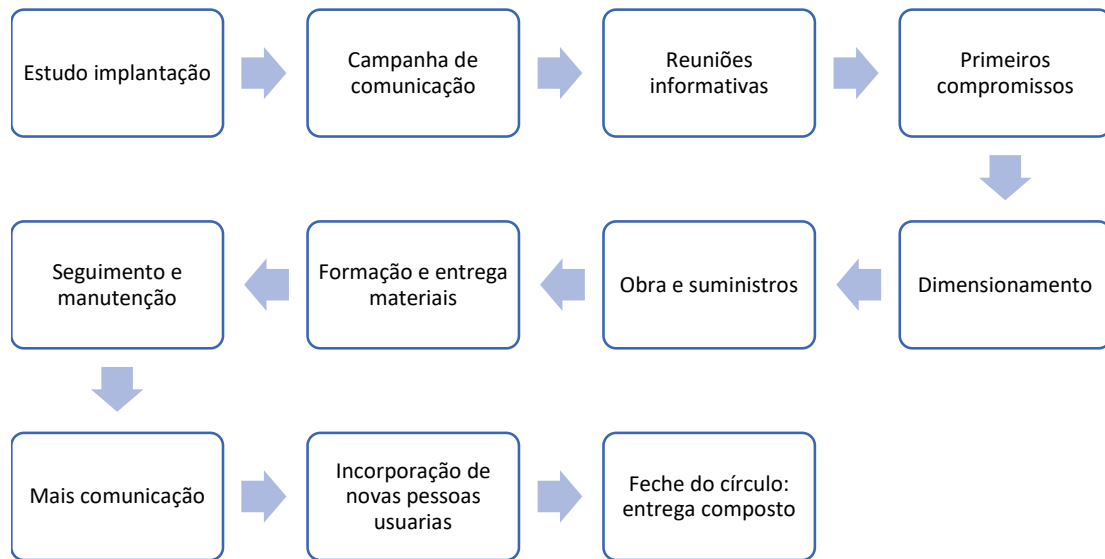 Estudo implantação
Campanha de
comunicação
Reuniões
informativas
Primeiros
compromissos
Dimensionamento
Obra e suministros
Formação e entrega
materiais
Seguimento e
manutenção
Mais comunicação
Incorporação de
novas pessoas
usuarias
Feche do círculo:
entrega composto